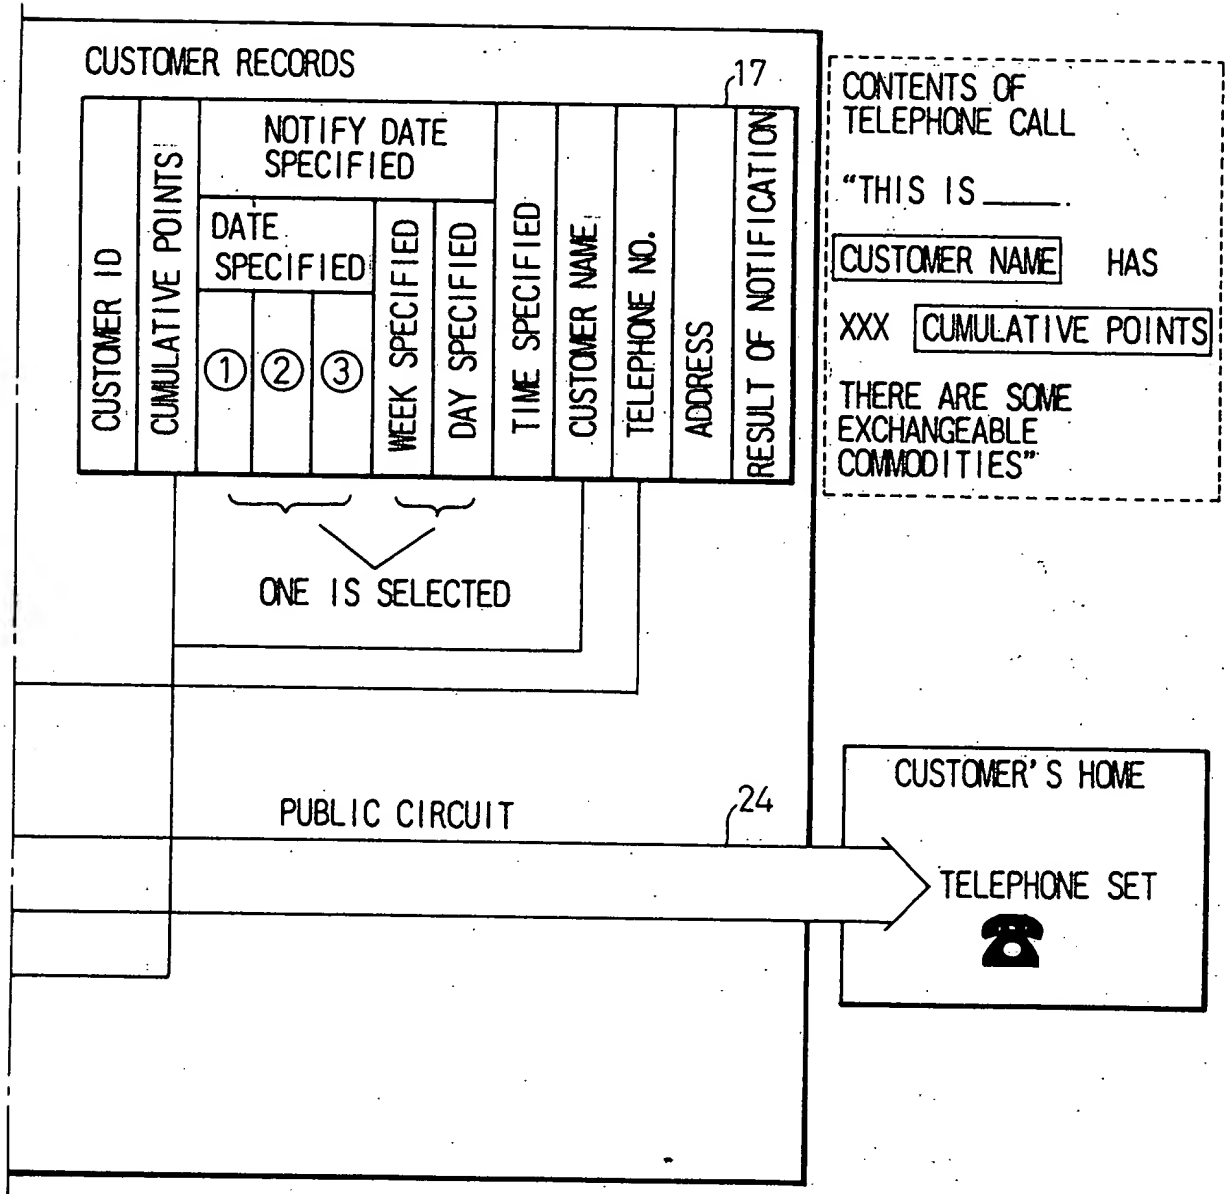 CUSTOMER RECORDS
17
CUSTOMER ID
CUMULATIVE POINTS
NOTIFY DATE
SPECIFIED
DATE
SPECIFIED
① ② ③
WEEK SPECIFIED
DAY SPECIFIED
TIME SPECIFIED
CUSTOMER NAME
TELEPHONE NO.
ADDRESS
RESULT OF NOTIFICATION
ONE IS SELECTED
CONTENTS OF
TELEPHONE CALL
“THIS IS _____.
CUSTOMER NAME HAS
XXX CUMULATIVE POINTS
THERE ARE SOME
EXCHANGEABLE
COMMODITIES”
PUBLIC CIRCUIT
24
CUSTOMER'S HOME
TELEPHONE SET